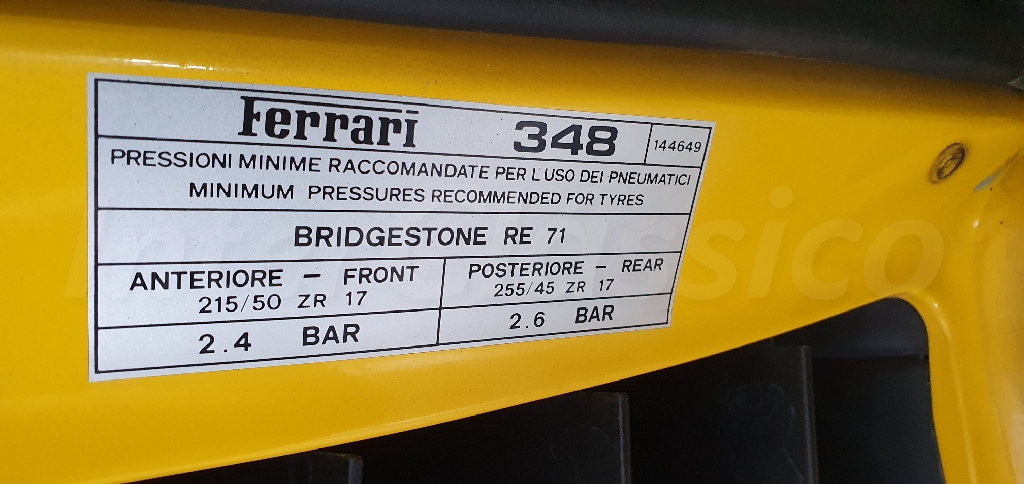 Ferrari 348 144649
PRESSIONI MINIME RACCOMANDATE PER L'USO DEI PNEUMATICI
MINIMUM PRESSURES RECOMMENDED FOR TYRES
BRIDGESTONE RE 71
ANTERIORE - FRONT
215/50 ZR 17
POSTERIORE - REAR
255/45 ZR 17
2.4 BAR
2.6 BAR
InterClassico